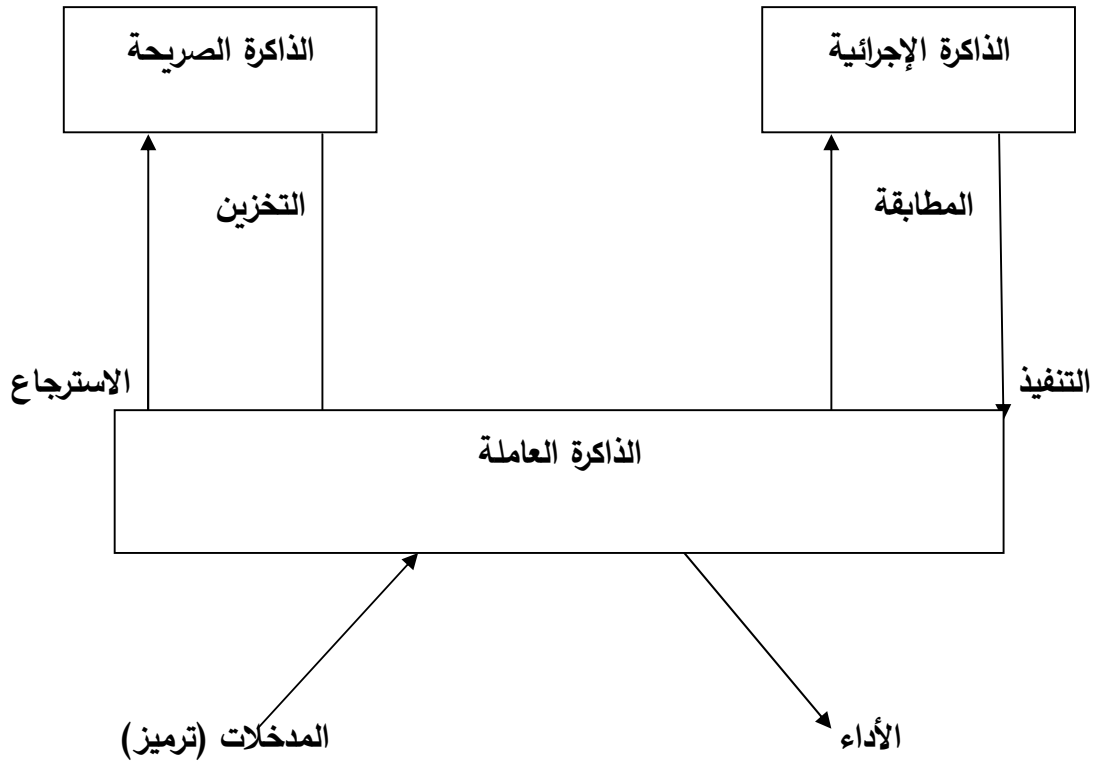 الذاكرة الإجرائية
الذاكرة الصريحة
المطابقة
التخزين
التنفيذ
الاسترجاع
الذاكرة العاملة
الأداء
المدخلات (ترميز)